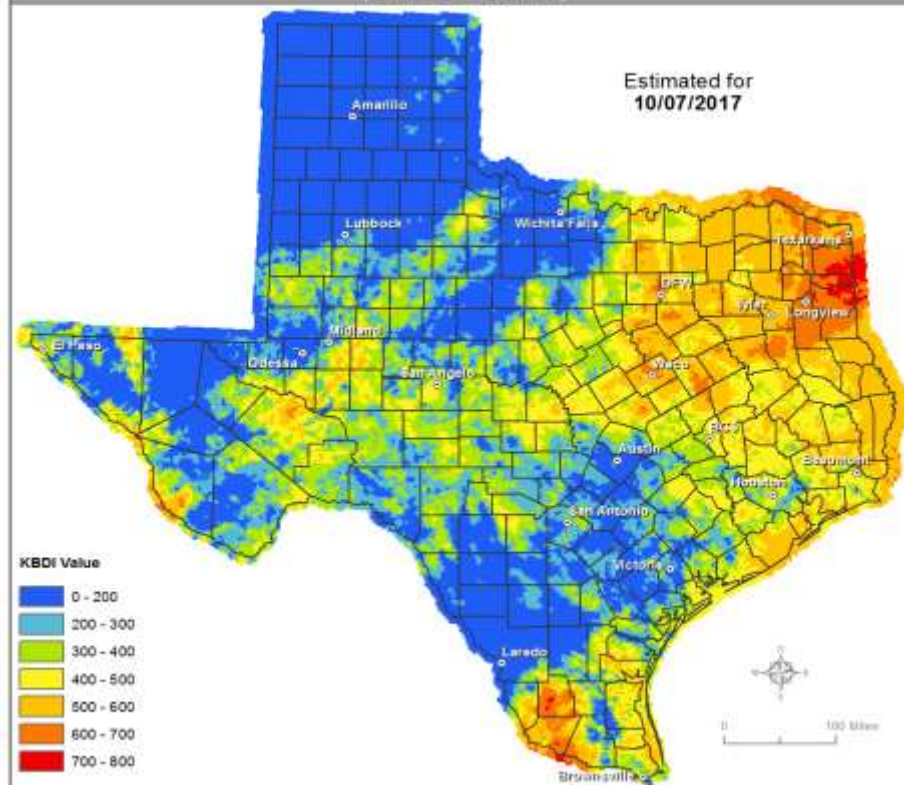 Estimated for
10/07/2017
Amarillo
Lubbock
Wichita Falls
Texarkana
DFW
Tyler
Longview
Midland
El Paso
Odessa
San Angelo
Waco
BCS
Austin
Beaumont
Houston
San Antonio
Victoria
KBDI Value
0 - 200
200 - 300
300 - 400
400 - 500
500 - 600
600 - 700
700 - 800
Laredo
0 100 Miles
Brownsville